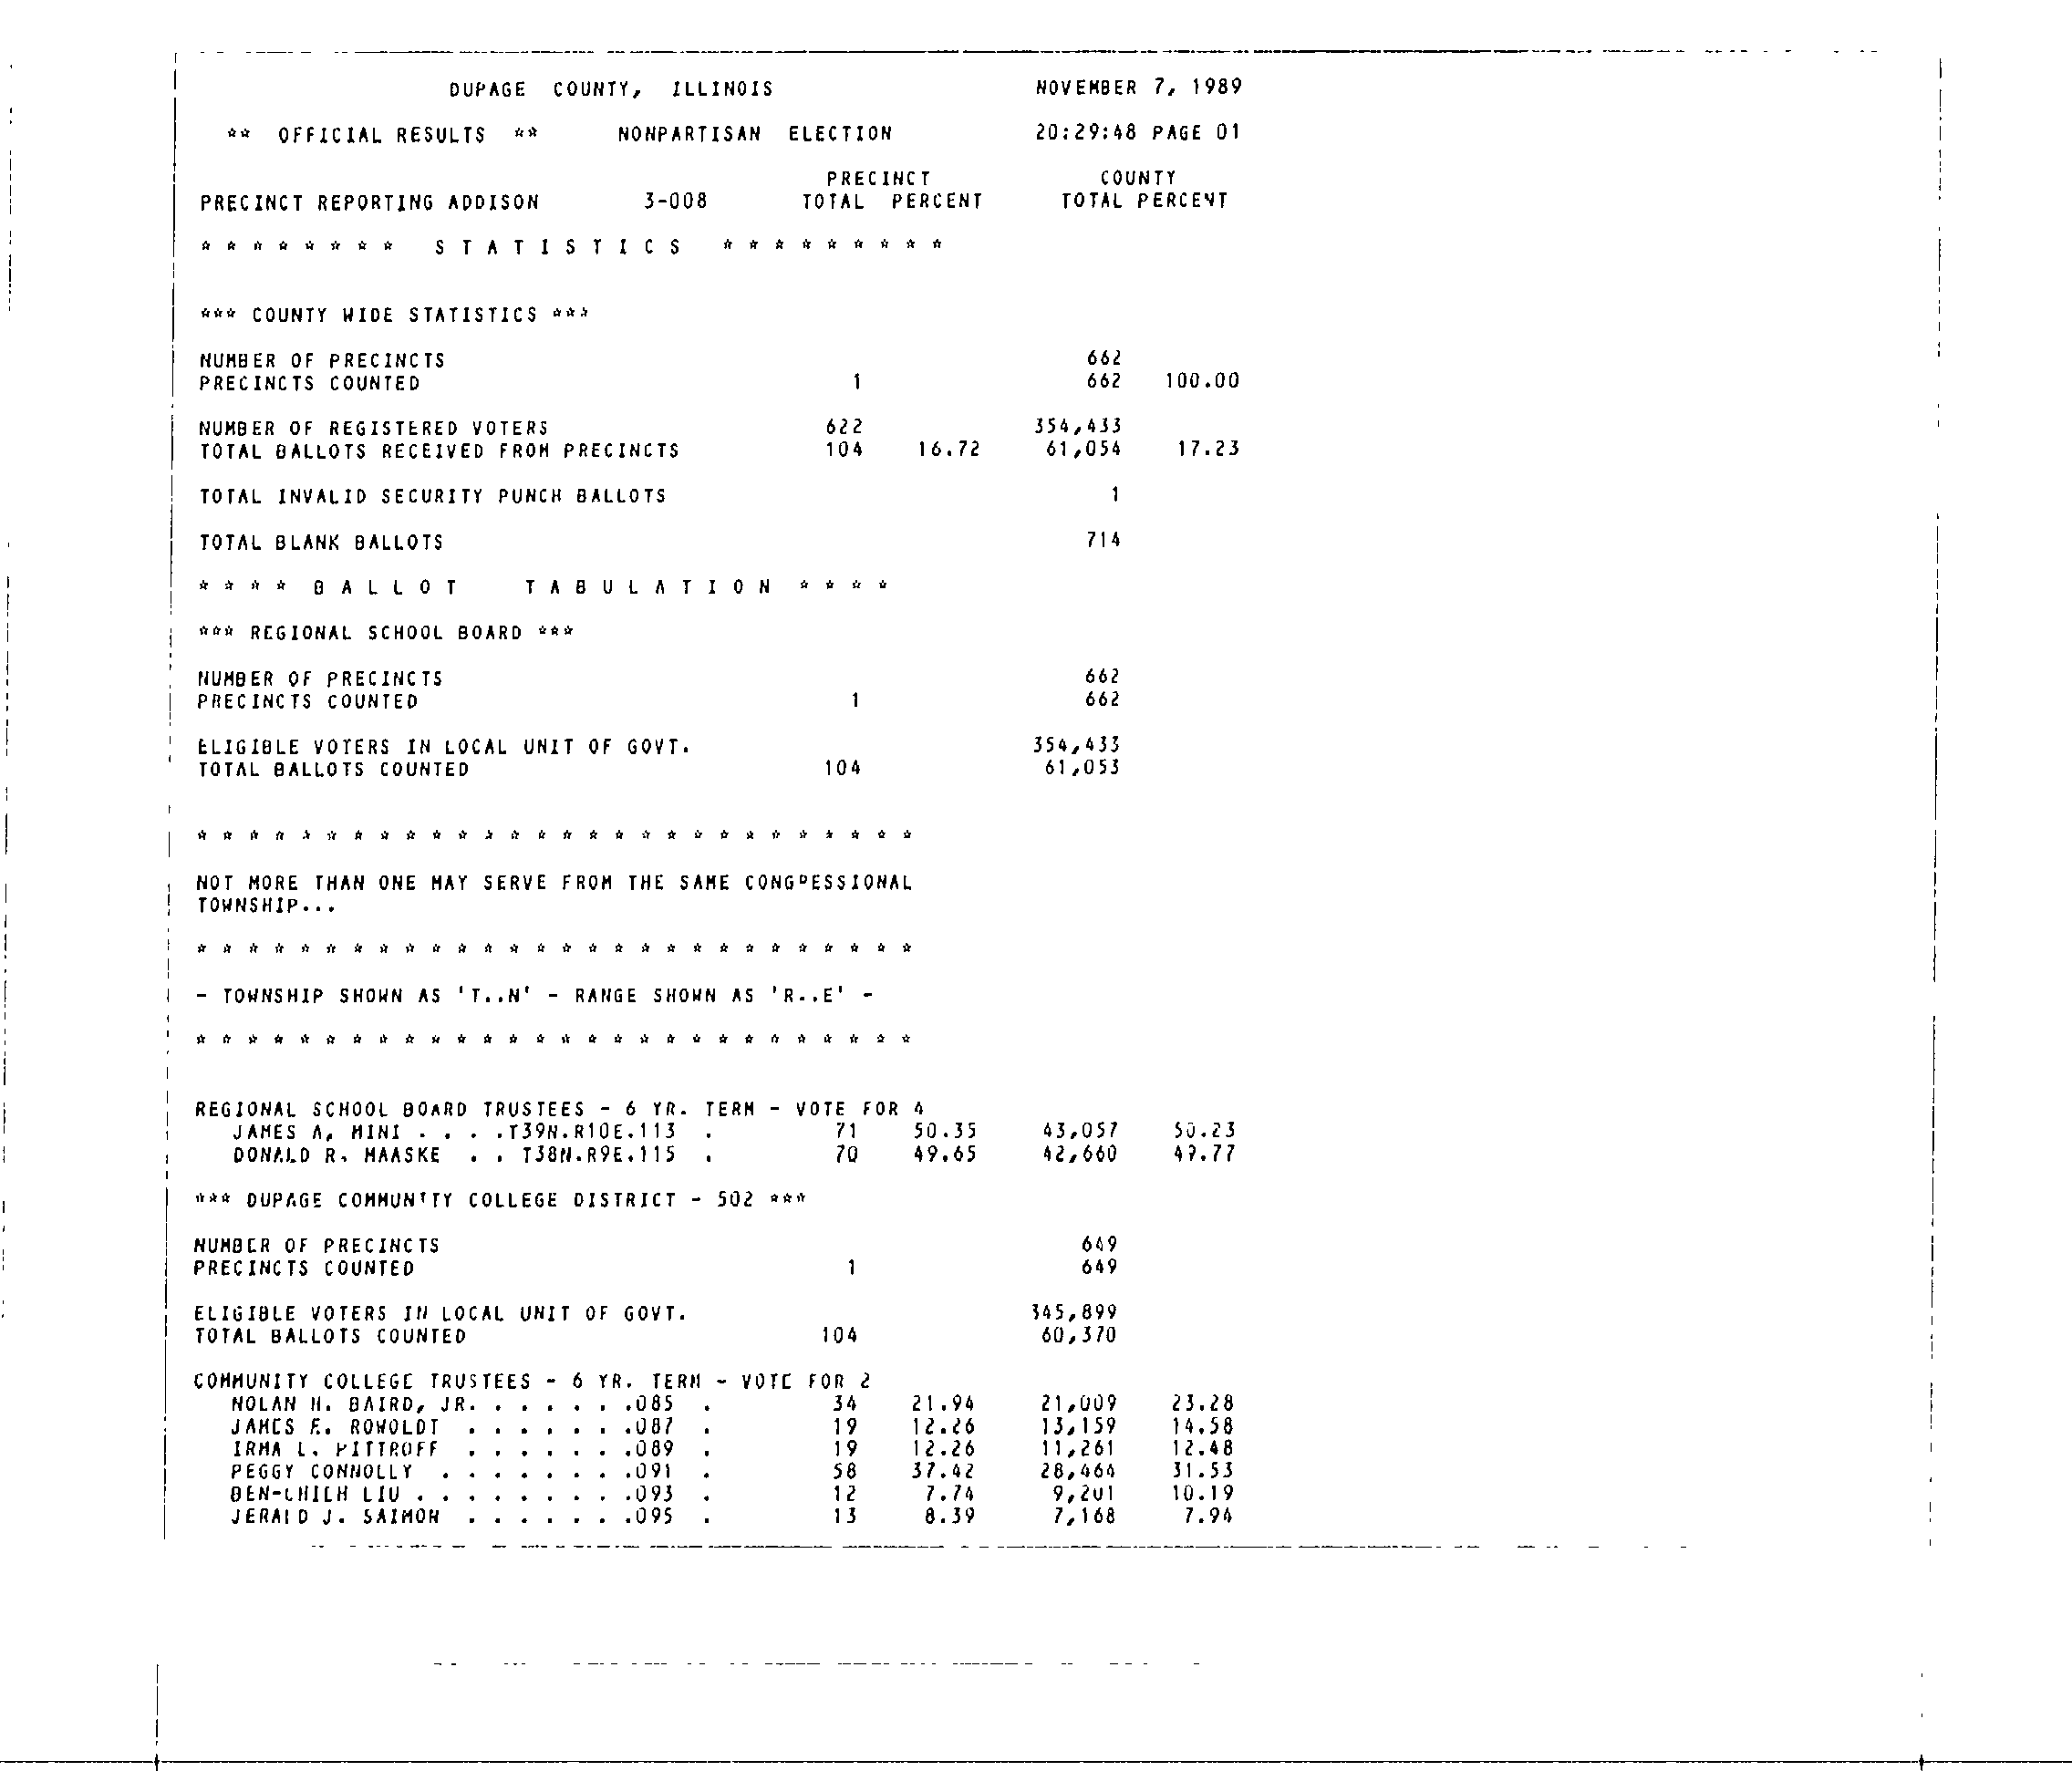 DUPAGE COUNTY, ILLINOIS NOVEMBER 7, 1989
** OFFICIAL RESULTS ** NONPARTISAN ELECTION 20:29:48 PAGE 01
PRECINCT COUNTY
PRECINCT REPORTING ADDISON 3-008 TOTAL PERCENT TOTAL PERCENT
* * * * * * * * S T A T I S T I C S * * * * * * * * *
*** COUNTY WIDE STATISTICS ***
NUMBER OF PRECINCTS 662
PRECINCTS COUNTED 1 662 100.00
NUMBER OF REGISTERED VOTERS 622 354,433
TOTAL BALLOTS RECEIVED FROM PRECINCTS 104 16.72 61,054 17.23
TOTAL INVALID SECURITY PUNCH BALLOTS 1
TOTAL BLANK BALLOTS 714
* * * * B A L L O T T A B U L A T I O N * * * *
*** REGIONAL SCHOOL BOARD ***
NUMBER OF PRECINCTS 662
PRECINCTS COUNTED 1 662
ELIGIBLE VOTERS IN LOCAL UNIT OF GOVT. 354,433
TOTAL BALLOTS COUNTED 104 61,053
* * * * * * * * * * * * * * * * * * * * * * * * * * * *
NOT MORE THAN ONE MAY SERVE FROM THE SAME CONGRESSIONAL
TOWNSHIP...
* * * * * * * * * * * * * * * * * * * * * * * * * * * *
- TOWNSHIP SHOWN AS 'T..N' - RANGE SHOWN AS 'R..E' -
* * * * * * * * * * * * * * * * * * * * * * * * * * * *
REGIONAL SCHOOL BOARD TRUSTEES - 6 YR. TERM - VOTE FOR 4
JAMES A. MINI . . . .T39N.R10E.113 . 71 50.35 43,057 50.23
DONALD R. MAASKE . . T38N.R9E.115 . 70 49.65 42,660 49.77
*** DUPAGE COMMUNITY COLLEGE DISTRICT - 502 ***
NUMBER OF PRECINCTS 649
PRECINCTS COUNTED 1 649
ELIGIBLE VOTERS IN LOCAL UNIT OF GOVT. 345,899
TOTAL BALLOTS COUNTED 104 60,370
COMMUNITY COLLEGE TRUSTEES - 6 YR. TERM - VOTE FOR 2
NOLAN H. BAIRD, JR. . . . . . .085 . 34 21.94 21,009 23.28
JAMES E. ROWOLDT . . . . . . .087 . 19 12.26 13,159 14.58
IRMA L. PITTROFF . . . . . . .089 . 19 12.26 11,261 12.48
PEGGY CONNOLLY . . . . . . . .091 . 58 37.42 28,464 31.53
BEN-CHICH LIU . . . . . . . . .093 . 12 7.74 9,201 10.19
JERALD J. SAIMON . . . . . . .095 . 13 8.39 7,168 7.94